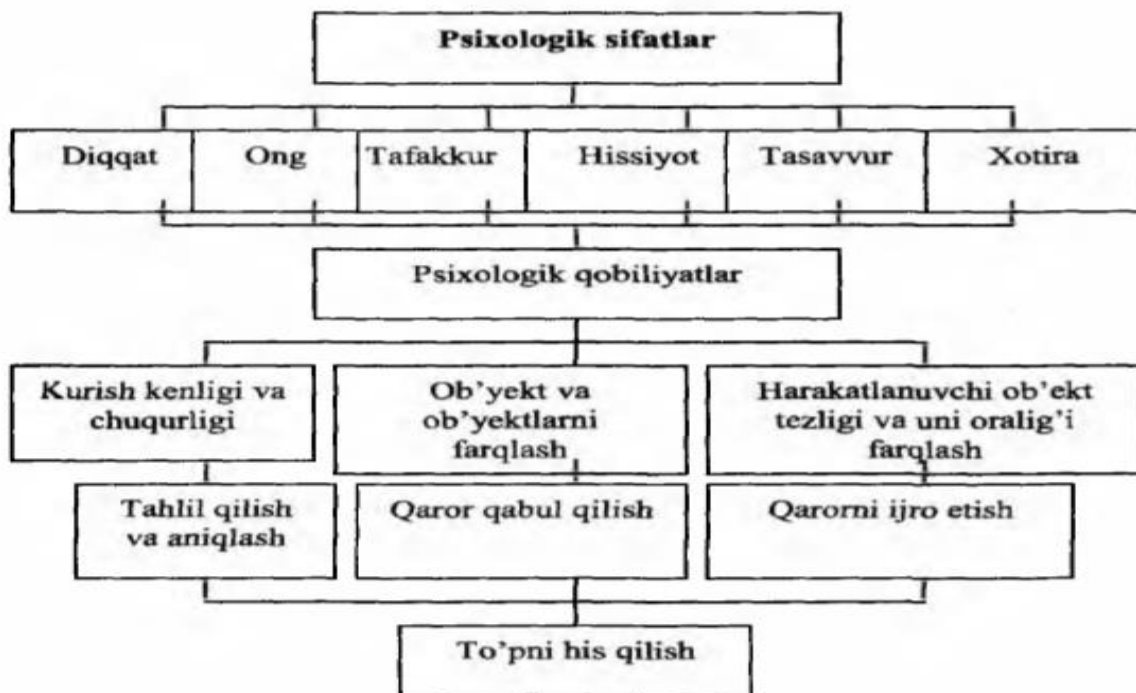 Psixologik sifatlar
Diqqat Ong Tafakkur Hissiyot Tasavvur Xotira
Psixologik qobiliyatlar
Kurish kenligi va
chuqurligi
Ob’yekt va
ob’yektlarni
farqlash
Harakatlanuvchi ob’ekt
tezligi va uni oralig’i
farqlash
Tahlil qilish
va aniqlash
Qaror qabul qilish
Qarorni ijro etish
To’pni his qilish